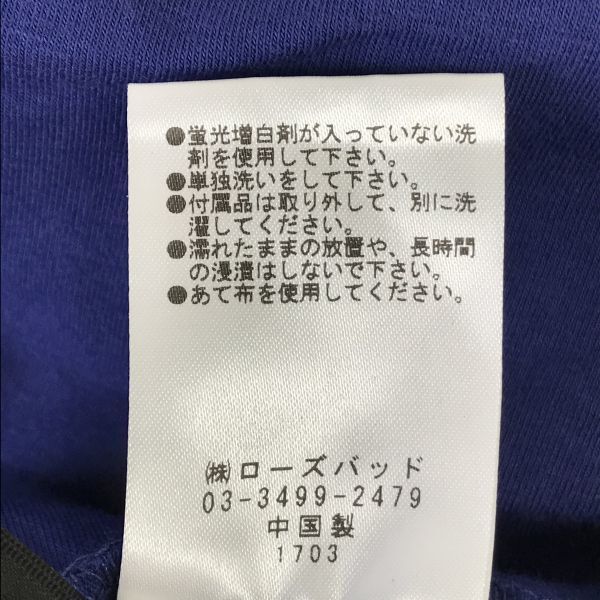 ●蛍光増白剤が入っていない洗
剤を使用して下さい。
●単独洗いをして下さい。
●付属品は取り外して、別に洗
濯してください。
●濡れたままの放置や、長時間
の浸漬はしないで下さい。
●あて布を使用してください。
㈱ローズバッド
03-3499-2479
中国製
1703